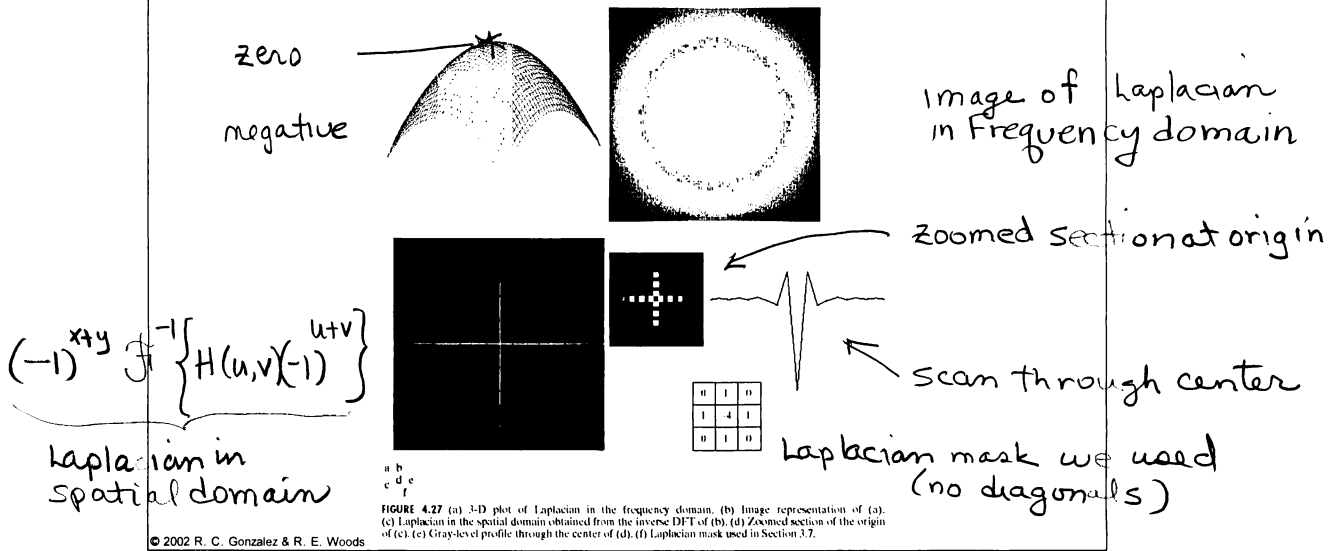 zero
negative
Image of Laplacian
in Frequency domain
zoomed section at origin
(-1)^{x+y} ℱ^{-1}{H(u,v)(-1)^{u+v}}
Laplacian in
spatial domain
scan through center
0 1 0
1 -4 1
0 1 0
Laplacian mask we used
(no diagonals)
a b
c d e
f
FIGURE 4.27 (a) 3-D plot of Laplacian in the frequency domain. (b) Image representation of (a).
(c) Laplacian in the spatial domain obtained from the inverse DFT of (b). (d) Zoomed section of the origin
of (c). (e) Gray-level profile through the center of (d). (f) Laplacian mask used in Section 3.7.
© 2002 R. C. Gonzalez & R. E. Woods